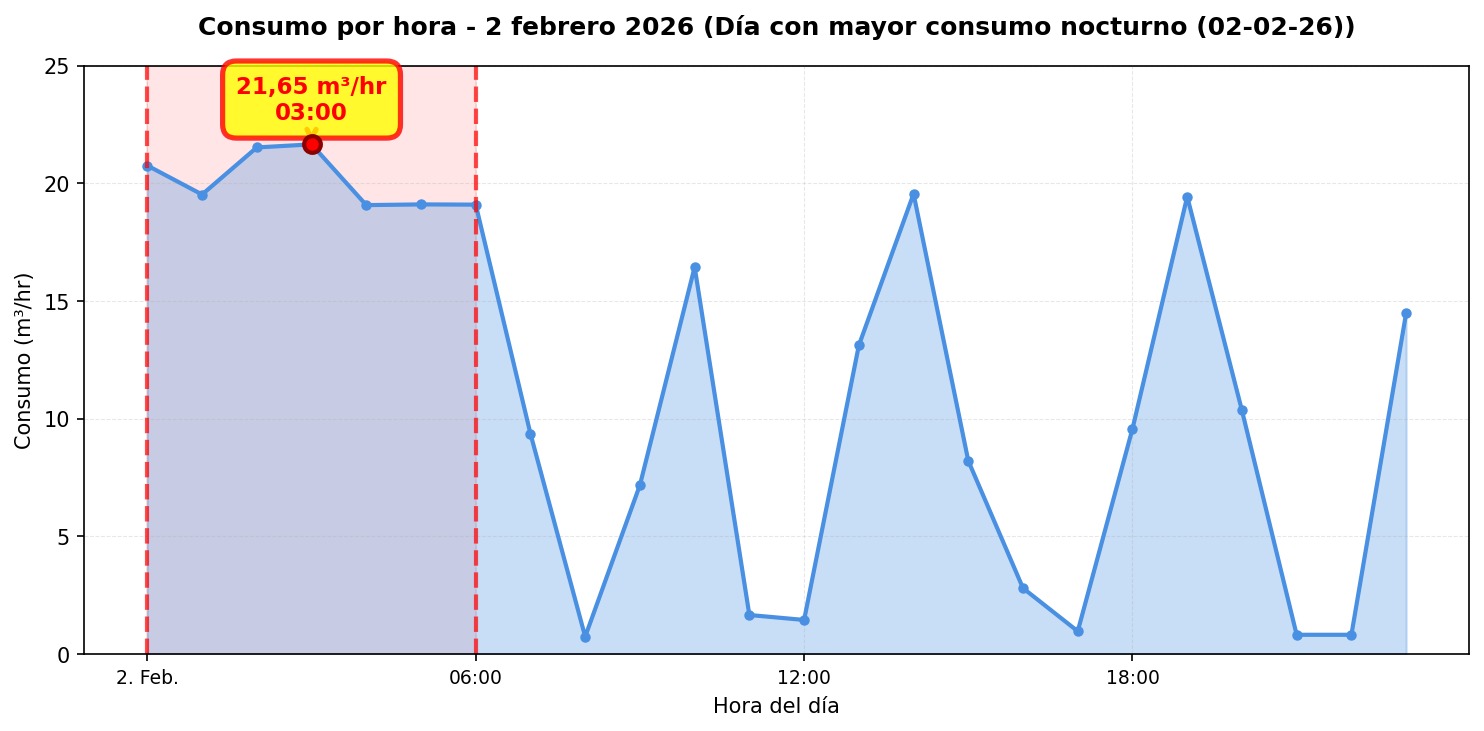 Consumo por hora - 2 febrero 2026 (Día con mayor consumo nocturno (02-02-26))
21,65 m³/hr
03:00
Consumo (m³/hr)
25
20
15
10
5
0
2. Feb.
06:00
12:00
18:00
Hora del día